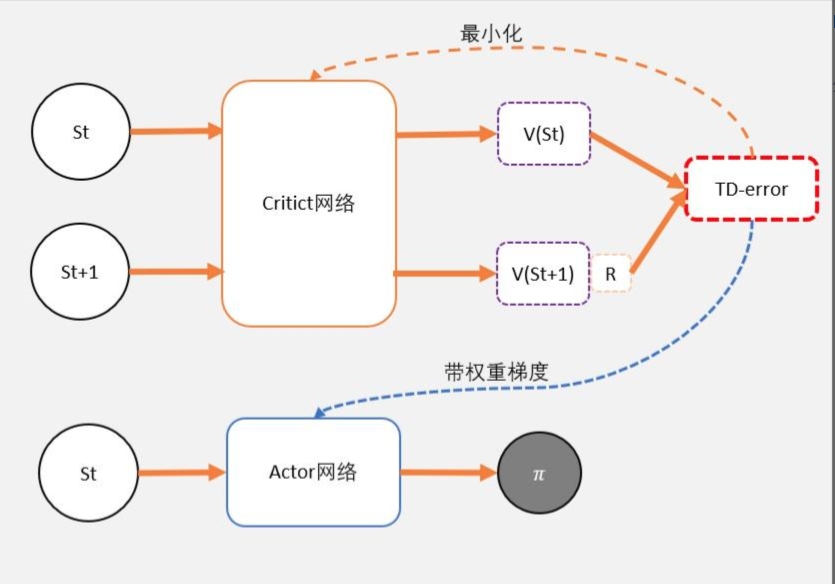 最小化
St
V(St)
TD-error
Critict网络
St+1
V(St+1)
R
带权重梯度
St
Actor网络
π